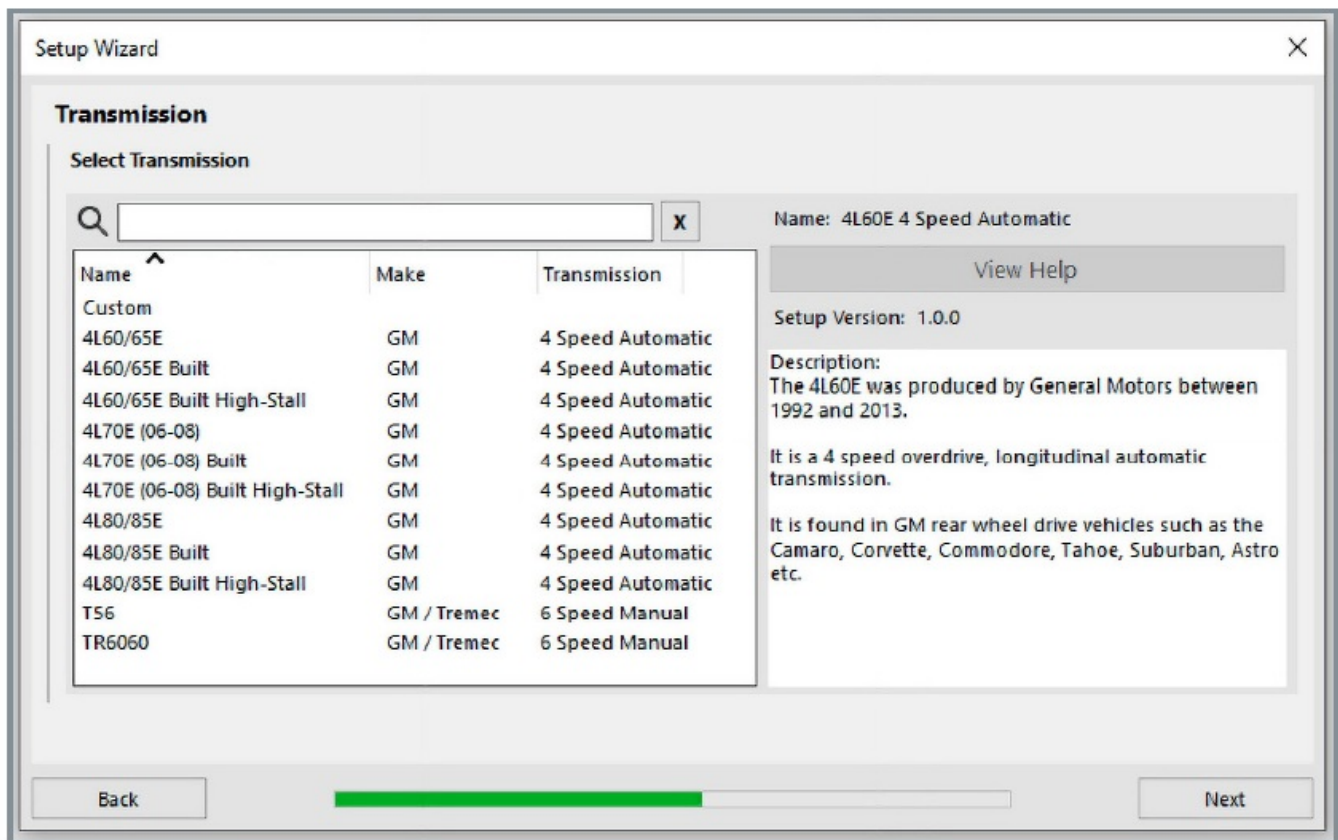 Setup Wizard
Transmission
Select Transmission
X
Name: 4L60E 4 Speed Automatic
View Help
Setup Version: 1.0.0
Name Make Transmission
Custom
4L60/65E GM 4 Speed Automatic
4L60/65E Built GM 4 Speed Automatic
4L60/65E Built High-Stall GM 4 Speed Automatic
4L70E (06-08) GM 4 Speed Automatic
4L70E (06-08) Built GM 4 Speed Automatic
4L70E (06-08) Built High-Stall GM 4 Speed Automatic
4L80/85E GM 4 Speed Automatic
4L80/85E Built GM 4 Speed Automatic
4L80/85E Built High-Stall GM 4 Speed Automatic
T56 GM / Tremec 6 Speed Manual
TR6060 GM / Tremec 6 Speed Manual
Description:
The 4L60E was produced by General Motors between
1992 and 2013.
It is a 4 speed overdrive, longitudinal automatic
transmission.
It is found in GM rear wheel drive vehicles such as the
Camaro, Corvette, Commodore, Tahoe, Suburban, Astro
etc.
Back
Next